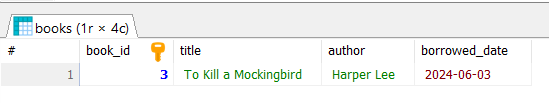 books (1r × 4c)
# book_id title author borrowed_date
1 3 To Kill a Mockingbird Harper Lee 2024-06-03